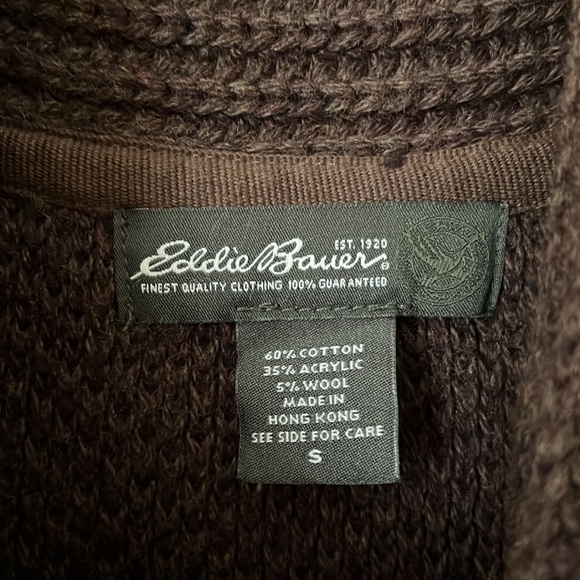 EST. 1920
Eddie Bauer®
FINEST QUALITY CLOTHING 100% GUARANTEED
60% COTTON
35% ACRYLIC
5% WOOL
MADE IN
HONG KONG
SEE SIDE FOR CARE
S